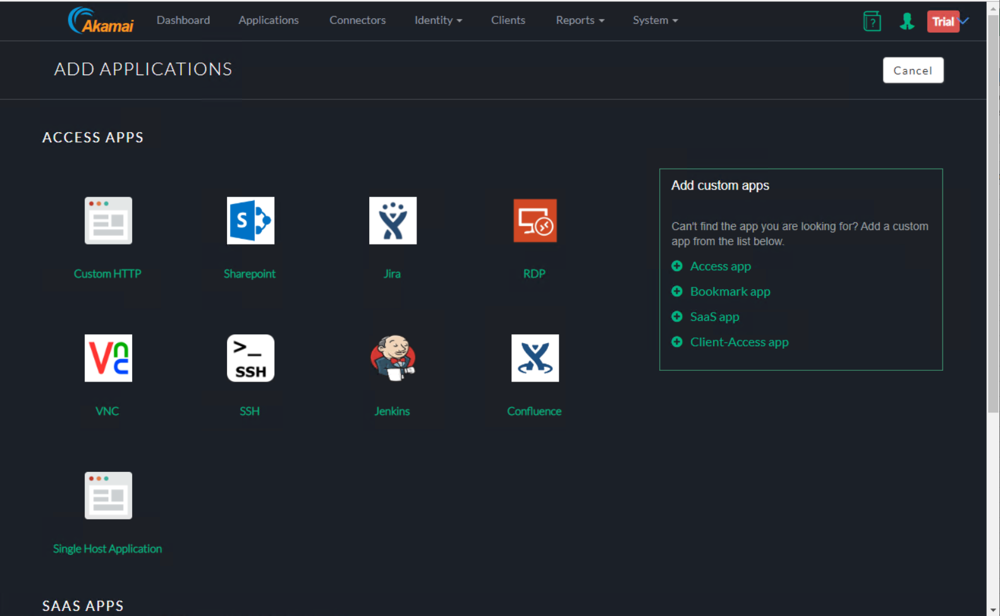 Akamai Dashboard Applications Connectors Identity Clients Reports System ? Trial
ADD APPLICATIONS Cancel
ACCESS APPS
Custom HTTP Sharepoint Jira RDP
S
VNC SSH Jenkins Confluence
Vnc >_ SSH
Single Host Application
Add custom apps
Can't find the app you are looking for? Add a custom
app from the list below.
Access app
Bookmark app
SaaS app
Client-Access app
SAAS APPS